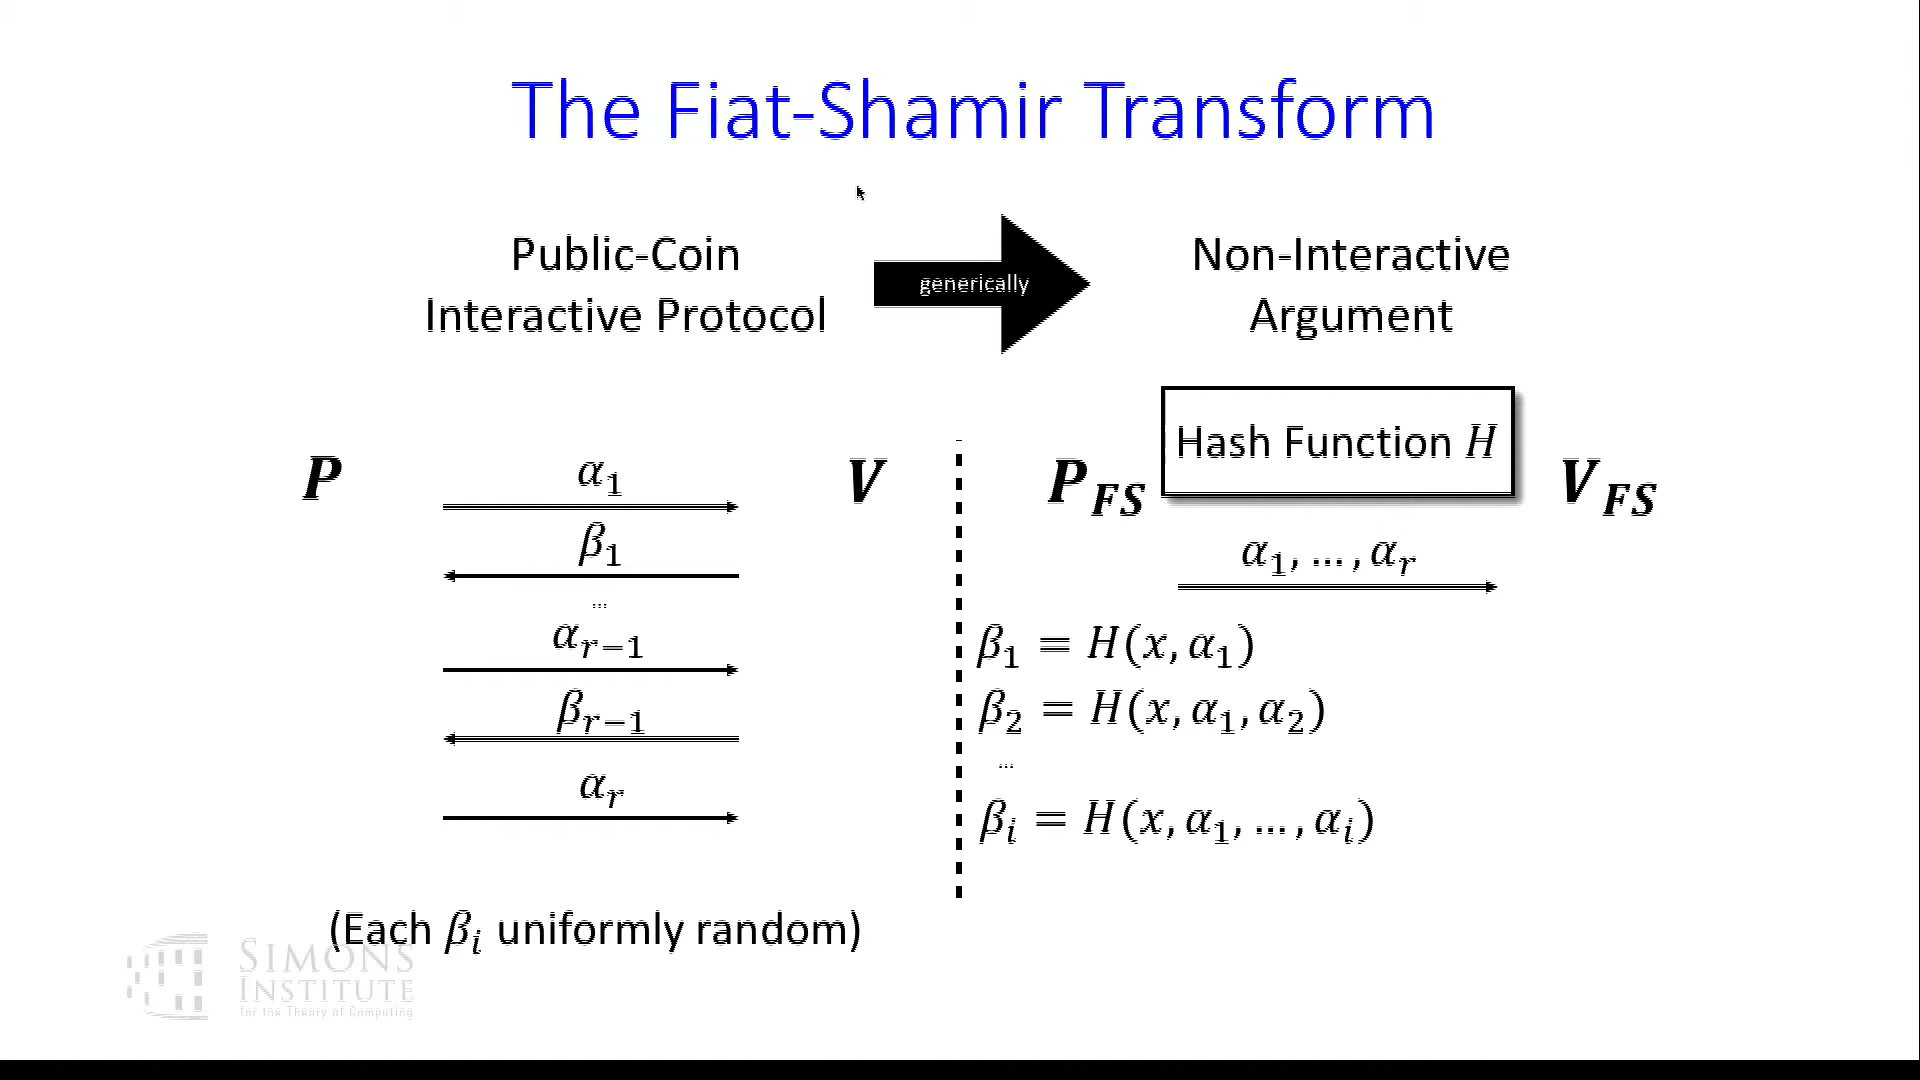 The Fiat-Shamir Transform
Public-Coin
Interactive Protocol
generically
Non-Interactive
Argument
P
V
α₁
β₁
...
αᵣ₋₁
βᵣ₋₁
αᵣ
(Each βᵢ uniformly random)
P_FS
Hash Function H
V_FS
α₁, … , αᵣ
β₁ = H(x, α₁)
β₂ = H(x, α₁, α₂)
...
βᵢ = H(x, α₁, … , αᵢ)
SIMONS
INSTITUTE
for the Theory of Computing